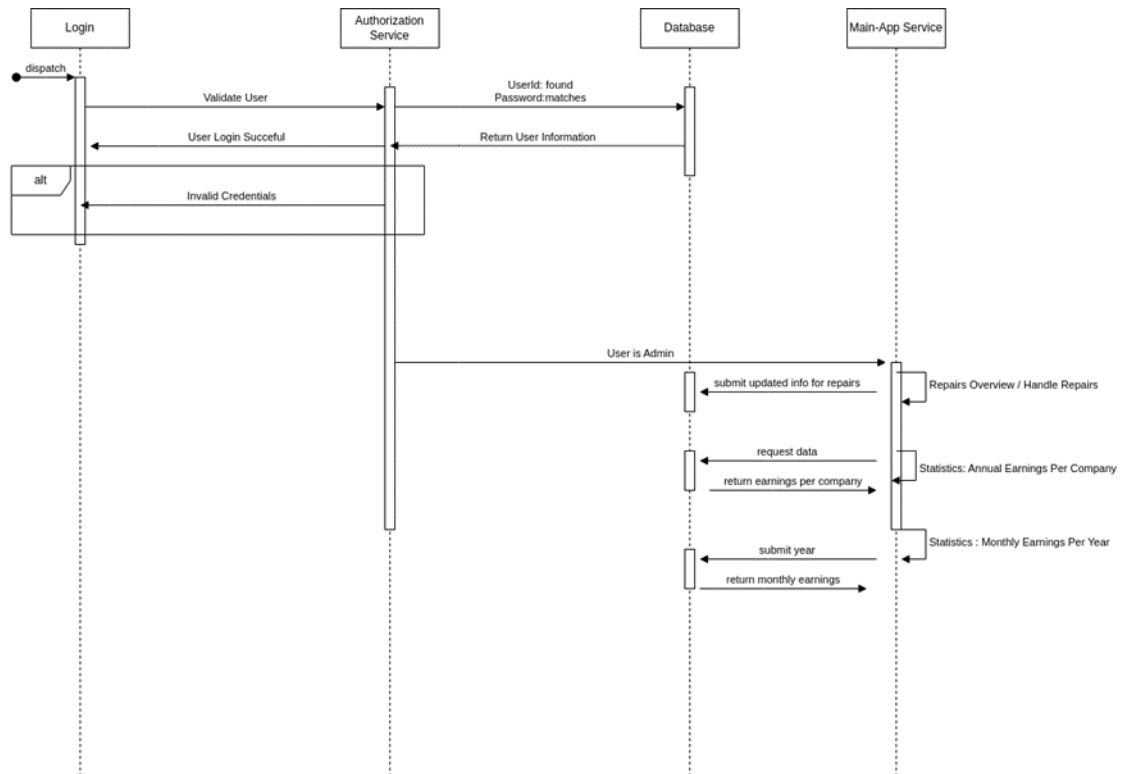 Login
Authorization
Service
Database
Main-App Service
dispatch
Validate User
UserId: found
Password:matches
User Login Succeful
Return User Information
alt
Invalid Credentials
User is Admin
submit updated info for repairs
Repairs Overview / Handle Repairs
request data
Statistics: Annual Earnings Per Company
return earnings per company
Statistics : Monthly Earnings Per Year
submit year
return monthly earnings